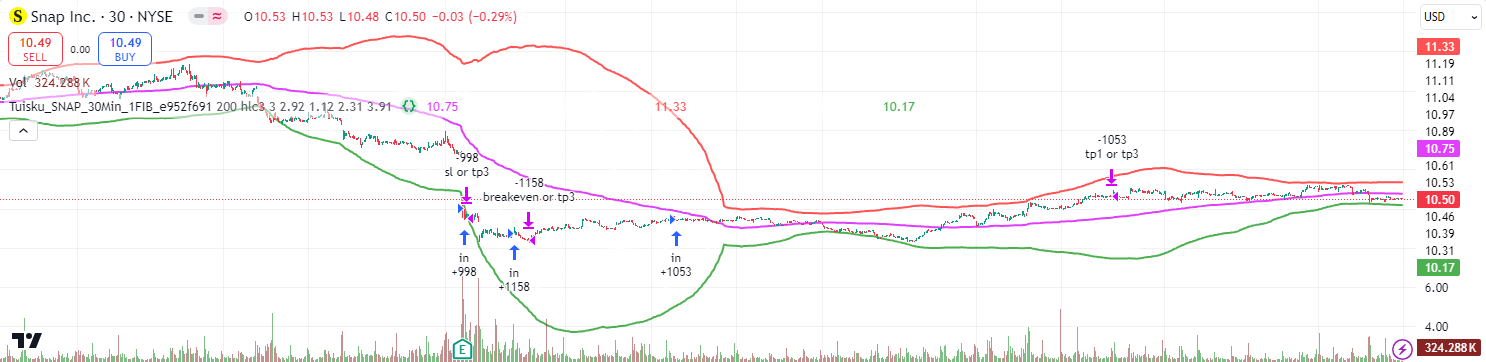 S Snap Inc. · 30 · NYSE O10.53 H10.53 L10.48 C10.50 −0.03 (−0.29%)
USD
10.49 SELL
0.00
10.49 BUY
Vol 324.288 K
Tuisku_SNAP_30Min_1FIB_e952f691 200 hlc3 3 2.92 1.12 2.31 3.91 10.75 11.33 10.17
-998
sl or tp3
-1158
breakeven or tp3
-1053
tp1 or tp3
in
+998
in
+1158
in
+1053
E
11.33
11.19
11.11
11.04
10.97
10.89
10.75
10.61
10.53
10.50
10.46
10.39
10.31
10.17
6.00
4.00
324.288 K